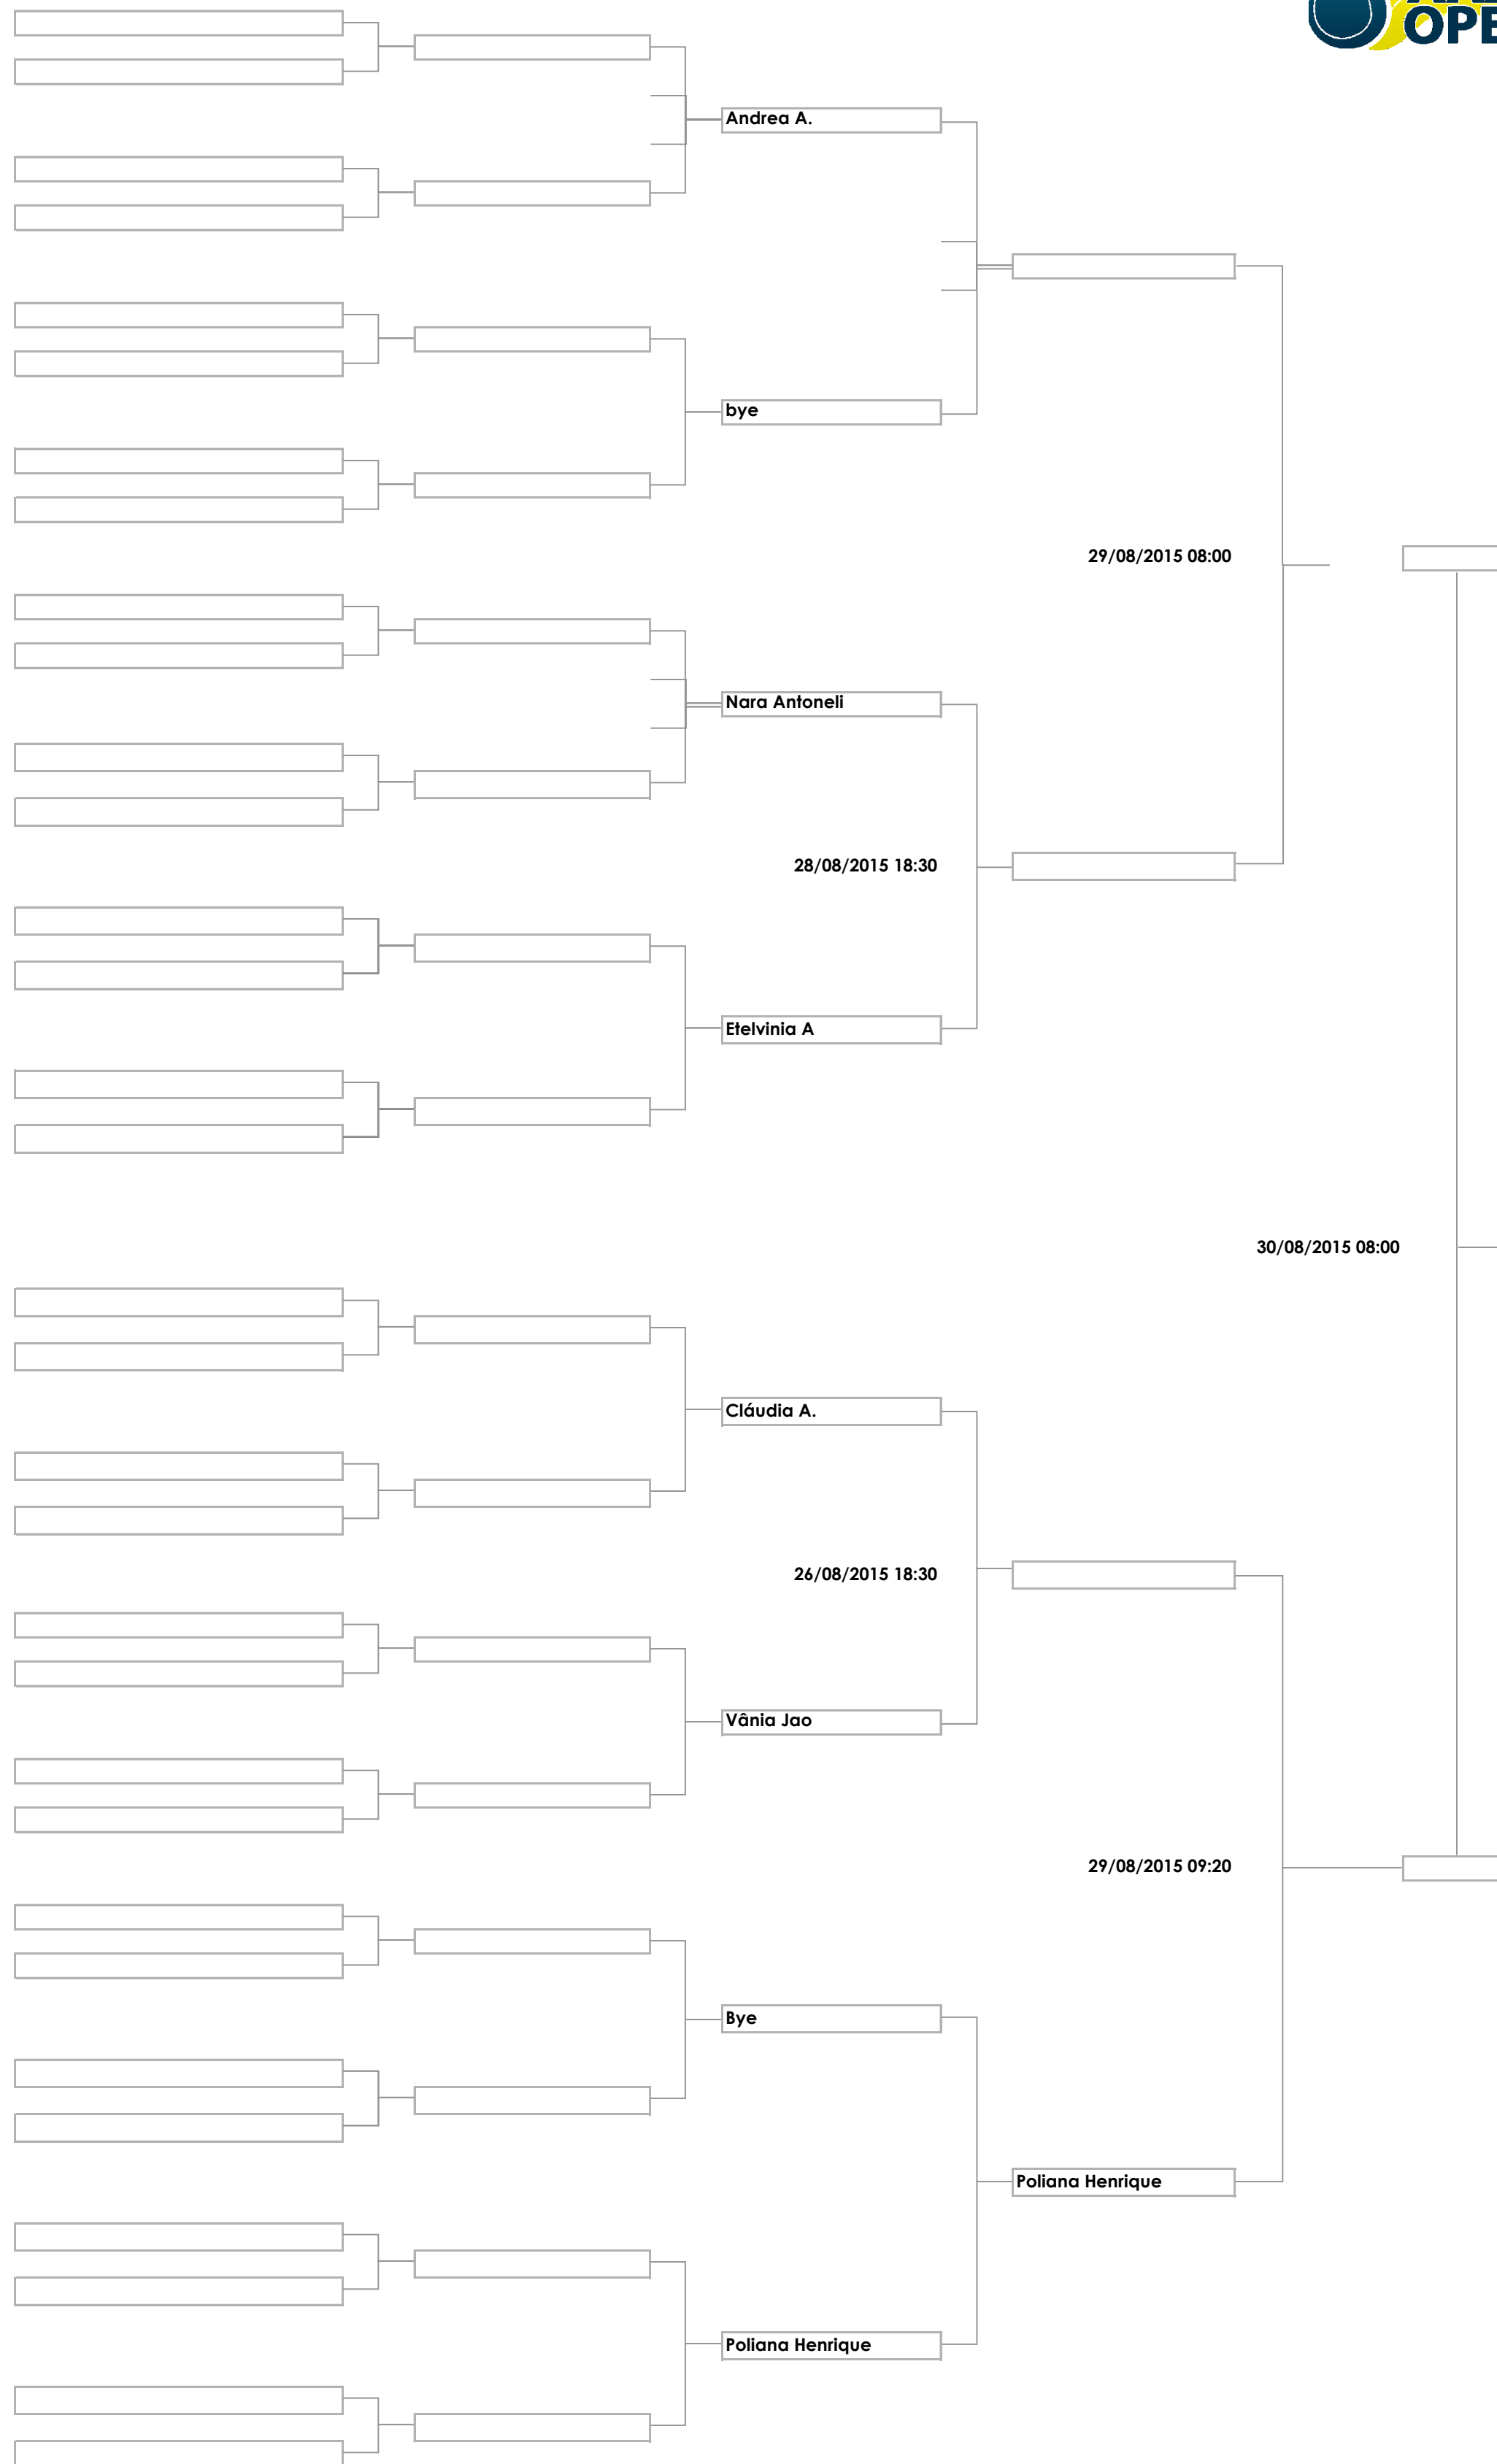 Andrea A.
bye
29/08/2015 08:00
Nara Antoneli
28/08/2015 18:30
Etelvinia A
30/08/2015 08:00
Cláudia A.
26/08/2015 18:30
Vânia Jao
29/08/2015 09:20
Bye
Poliana Henrique
Poliana Henrique